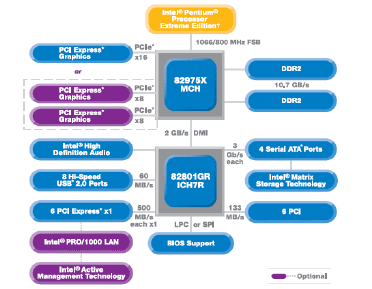 Intel® Pentium®
Processor
Extreme Edition†
1066/800 MHz FSB
PCI Express*
Graphics
PCIe*
x16
or
PCI Express*
Graphics
PCIe*
x8
PCI Express*
Graphics
PCIe*
x8
82975X
MCH
DDR2
10.7 GB/s
DDR2
2 GB/s DMI
Intel® High
Definition Audio
8 Hi-Speed
USB* 2.0 Ports
60
MB/s
6 PCI Express* x1
500
MB/s
each x1
82801GR
ICH7R
3
Gb/s
each
4 Serial ATA* Ports
Intel® Matrix
Storage Technology
133
MB/s
6 PCI
LPC or SPI
BIOS Support
Intel® PRO/1000 LAN
Intel® Active
Management Technology
Optional